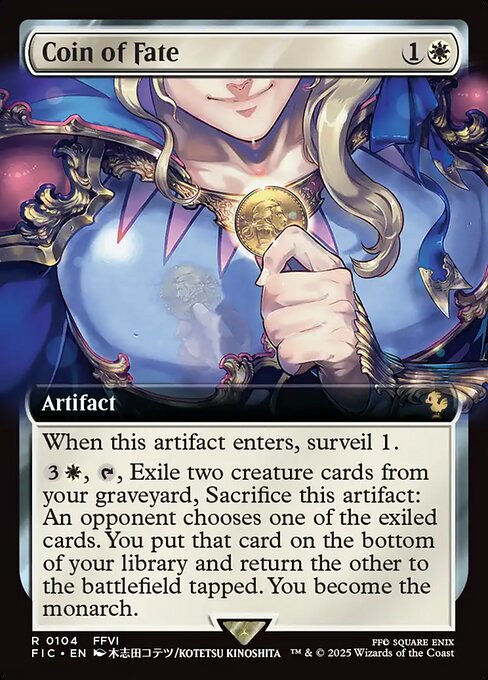 Coin of Fate 1
Artifact
When this artifact enters, surveil 1.
3, , Exile two creature cards from
your graveyard, Sacrifice this artifact:
An opponent chooses one of the exiled
cards. You put that card on the bottom
of your library and return the other to
the battlefield tapped. You become the
monarch.
R 0104 FFVI
FIC • EN 木志田コテツ/KOTETSU KINOSHITA
FF© SQUARE ENIX
™ & © 2025 Wizards of the Coast